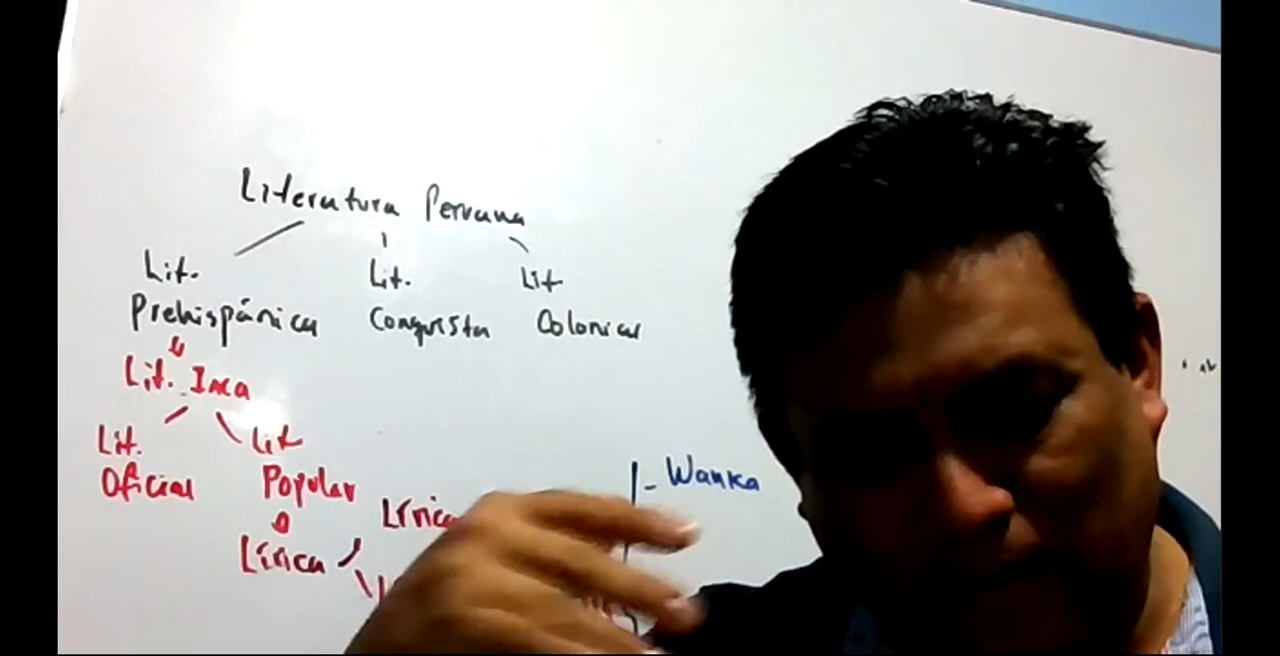 Literatura Peruana
Lit. Prehispánica
Lit. Conquista
Lit Colonial
Lit. Inca
Lit. Oficial
Lit Popular
Lírica
Lírica
- Wanka